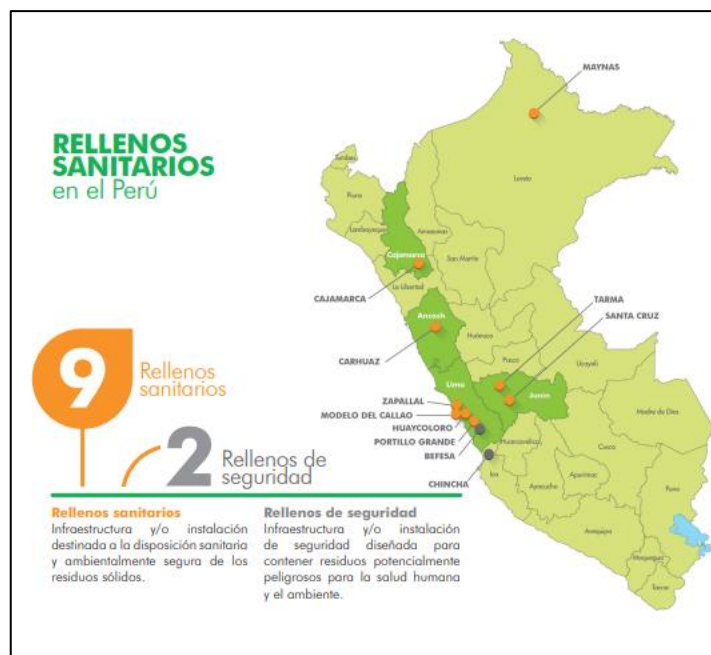 RELLENOS
SANITARIOS
en el Perú
MAYNAS
Tumbes
Piura
Loreto
Lambayeque
Amazonas
Cajamarca
San Martín
La Libertad
CAJAMARCA
Ancash
TARMA
SANTA CRUZ
Huánuco
CARHUAZ
Pasco
Ucayali
9
Rellenos
sanitarios
Lima
Junín
ZAPALLAL
MODELO DEL CALLAO
Madre de Dios
HUAYCOLORO
PORTILLO GRANDE
Huancavelica
Cusco
BEFESA
2
Rellenos de
seguridad
CHINCHA
Ica
Ayacucho
Apurímac
Puno
Arequipa
Moquegua
Tacna
Rellenos sanitarios
Infraestructura y/o instalación
destinada a la disposición sanitaria
y ambientalmente segura de los
residuos sólidos.
Rellenos de seguridad
Infraestructura y/o instalación
de seguridad diseñada para
contener residuos potencialmente
peligrosos para la salud humana
y el ambiente.